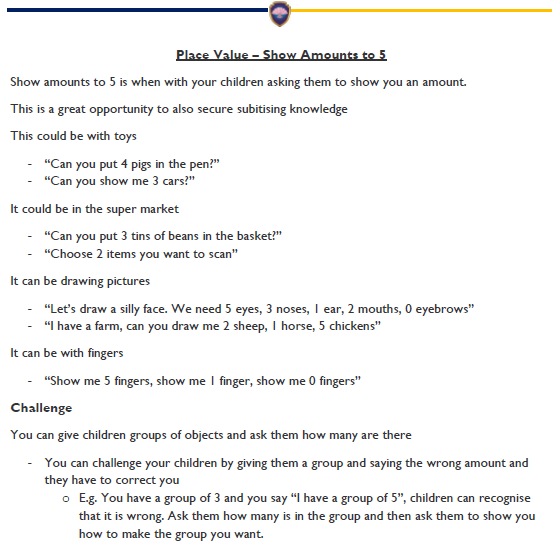 Place Value – Show Amounts to 5
Show amounts to 5 is when with your children asking them to show you an amount.
This is a great opportunity to also secure subitising knowledge
This could be with toys
- “Can you put 4 pigs in the pen?”
- “Can you show me 3 cars?”
It could be in the super market
- “Can you put 3 tins of beans in the basket?”
- “Choose 2 items you want to scan”
It can be drawing pictures
- “Let’s draw a silly face. We need 5 eyes, 3 noses, 1 ear, 2 mouths, 0 eyebrows”
- “I have a farm, can you draw me 2 sheep, 1 horse, 5 chickens”
It can be with fingers
- “Show me 5 fingers, show me 1 finger, show me 0 fingers”
Challenge
You can give children groups of objects and ask them how many are there
- You can challenge your children by giving them a group and saying the wrong amount and
they have to correct you
o E.g. You have a group of 3 and you say “I have a group of 5”, children can recognise
that it is wrong. Ask them how many is in the group and then ask them to show you
how to make the group you want.